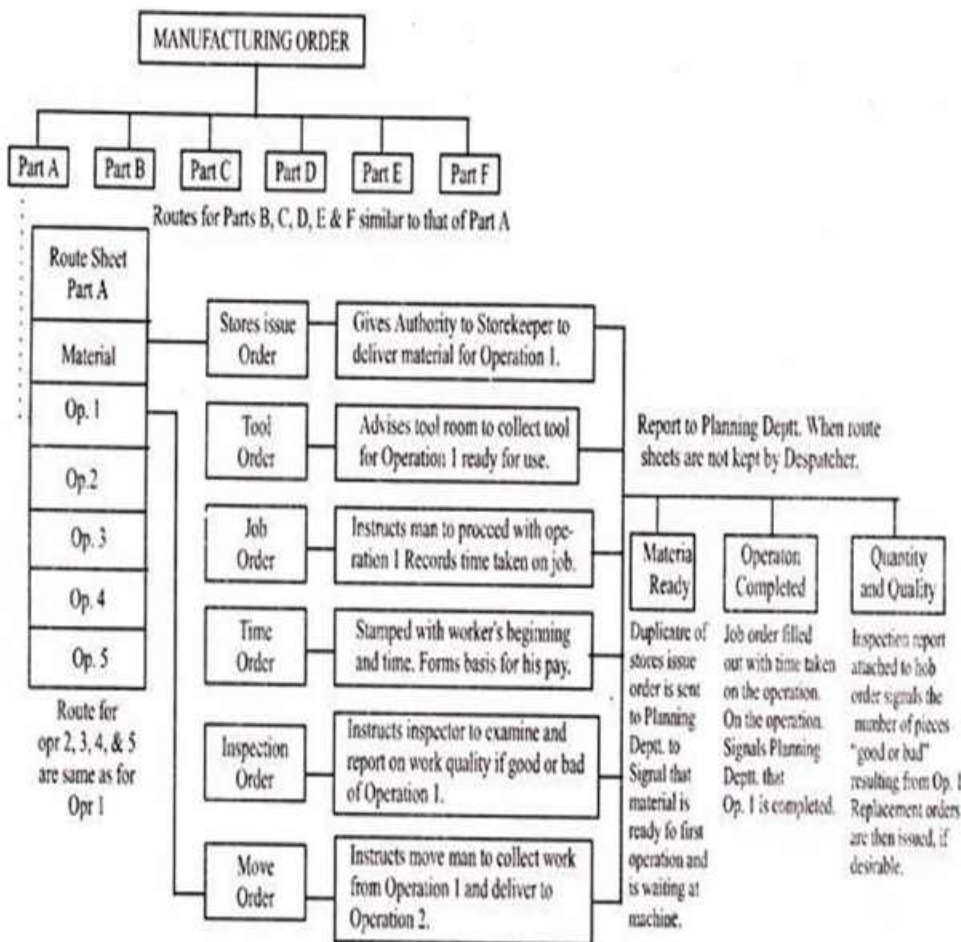 MANUFACTURING ORDER
Part A
Part B
Part C
Part D
Part E
Part F
Routes for Parts B, C, D, E & F similar to that of Part A
Route Sheet
Part A
Material
Op. 1
Op.2
Op. 3
Op. 4
Op. 5
Route for
opr 2, 3, 4, & 5
are same as for
Opr 1
Stores issue
Order
Gives Authority to Storekeeper to
deliver material for Operation 1.
Tool
Order
Advises tool room to collect tool
for Operation 1 ready for use.
Job
Order
Instructs man to proceed with ope-
ration 1 Records time taken on job.
Time
Order
Stamped with worker's beginning
and time. Forms basis for his pay.
Inspection
Order
Instructs inspector to examine and
report on work quality if good or bad
of Operation 1.
Move
Order
Instructs move man to collect work
from Operation 1 and deliver to
Operation 2.
Report to Planning Deptt. When route
sheets are not kept by Despatcher.
Material
Ready
Duplicatre of
stores issue
order is sent
to Planning
Deptt. to
Signal that
material is
ready fo first
operation and
is waiting at
machine.
Operaton
Completed
Job order filled
out with time taken
on the operation.
On the operation.
Signals Planning
Deptt. that
Op. 1 is completed.
Quantity
and Quality
Inspection report
attached to hob
order signals the
number of pieces
"good or bad"
resulting from Op. 1
Replacement orders
are then issued, if
desirable.